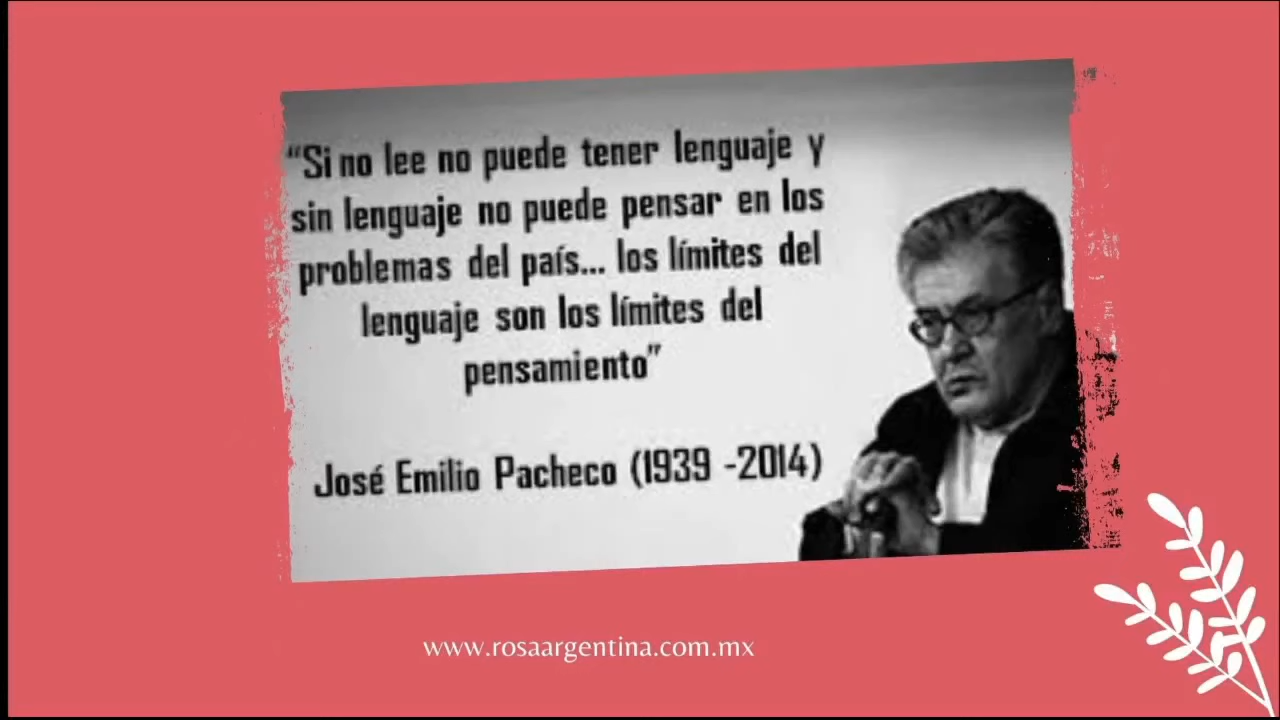 “Si no lee no puede tener lenguaje y
sin lenguaje no puede pensar en los
problemas del país... los límites del
lenguaje son los límites del
pensamiento”
José Emilio Pacheco (1939 -2014)
www.rosaargentina.com.mx